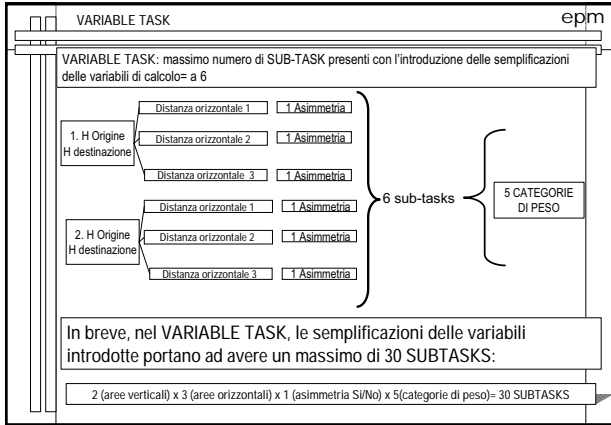 VARIABLE TASK
epm
VARIABLE TASK: massimo numero di SUB-TASK presenti con l'introduzione delle semplificazioni
delle variabili di calcolo= a 6
1. H Origine
H destinazione
Distanza orizzontale 1
1 Asimmetria
Distanza orizzontale 2
1 Asimmetria
Distanza orizzontale 3
1 Asimmetria
2. H Origine
H destinazione
Distanza orizzontale 1
1 Asimmetria
Distanza orizzontale 2
1 Asimmetria
Distanza orizzontale 3
1 Asimmetria
6 sub-tasks
5 CATEGORIE
DI PESO
In breve, nel VARIABLE TASK, le semplificazioni delle variabili
introdotte portano ad avere un massimo di 30 SUBTASKS:
2 (aree verticali) x 3 (aree orizzontali) x 1 (asimmetria Si/No) x 5(categorie di peso)= 30 SUBTASKS